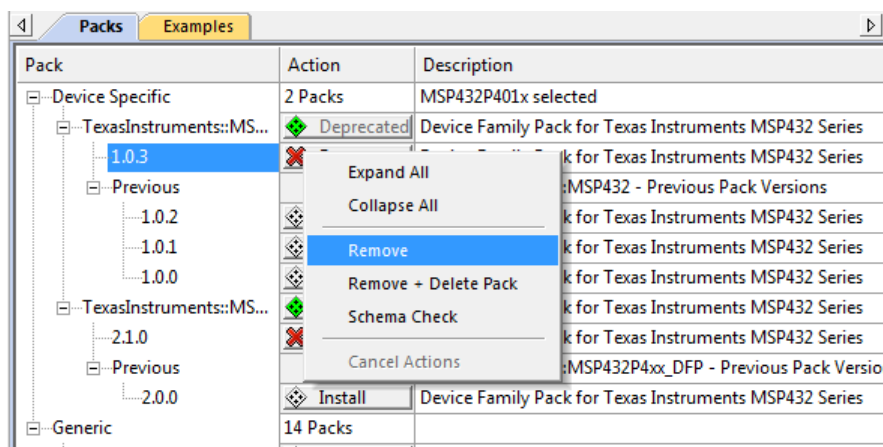 Packs Examples
Pack Action Description
Device Specific 2 Packs MSP432P401x selected
TexasInstruments::MS... Deprecated Device Family Pack for Texas Instruments MSP432 Series
1.0.3 k for Texas Instruments MSP432 Series
Expand All
Previous :MSP432 - Previous Pack Versions
Collapse All
1.0.2 k for Texas Instruments MSP432 Series
1.0.1 Remove k for Texas Instruments MSP432 Series
1.0.0 Remove + Delete Pack k for Texas Instruments MSP432 Series
TexasInstruments::MS... Schema Check k for Texas Instruments MSP432 Series
2.1.0 k for Texas Instruments MSP432 Series
Previous Cancel Actions :MSP432P4xx_DFP - Previous Pack Versio
2.0.0 Install Device Family Pack for Texas Instruments MSP432 Series
Generic 14 Packs